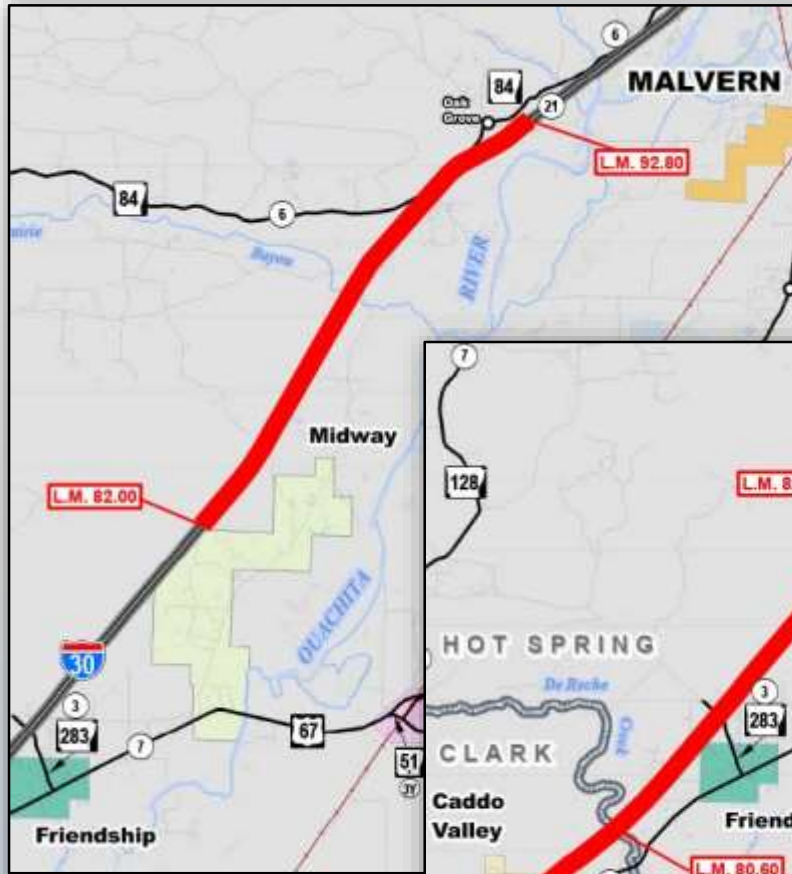 6
84
MALVERN
Oak
Grove
21
L.M. 92.80
84
6
Bayou
RIVER
Midway
L.M. 82.00
OUACHITA
30
3
283
7
67
51
JY
Friendship
7
128
L.M. 8
HOT SPRING
De Roche
Creek
CLARK
3
283
Caddo
Valley
Friend
L.M. 80.60